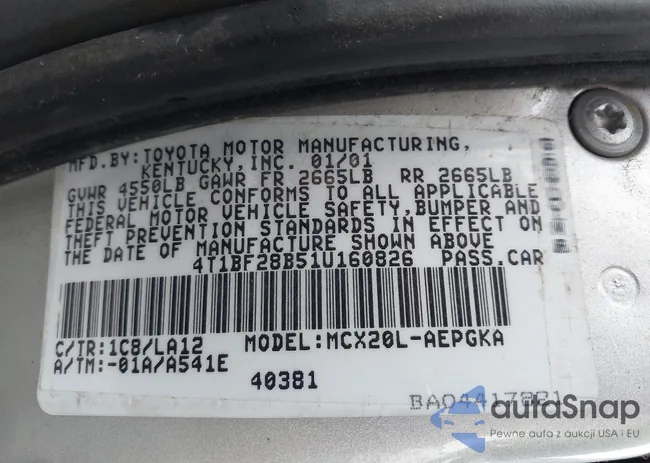 MFD.BY: TOYOTA MOTOR MANUFACTURING,
KENTUCKY, INC. 01/01
GVWR 4550LB GAWR FR 2665LB RR 2665LB
THIS VEHICLE CONFORMS TO ALL APPLICABLE
FEDERAL MOTOR VEHICLE SAFETY, BUMPER AND
THEFT PREVENTION STANDARDS IN EFFECT ON
THE DATE OF MANUFACTURE SHOWN ABOVE
4T1BF28B51U160826 PASS.CAR
C/TR:1C8/LA12 MODEL:MCX20L-AEPGKA
A/TM:-01A/A541E
40381
autaSnap
Pewne auta z aukcji USA i EU